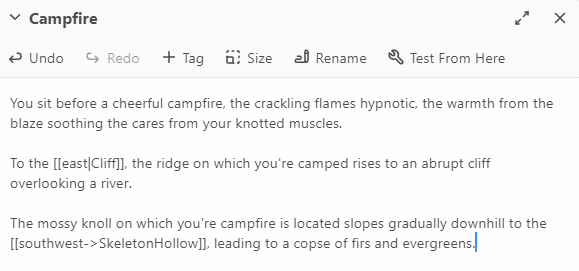 Campfire
Undo Redo Tag Size Rename Test From Here
You sit before a cheerful campfire, the crackling flames hypnotic, the warmth from the
blaze soothing the cares from your knotted muscles.
To the [[east|Cliff]], the ridge on which you're camped rises to an abrupt cliff
overlooking a river.
The mossy knoll on which you're campfire is located slopes gradually downhill to the
[[southwest->SkeletonHollow]], leading to a copse of firs and evergreens.